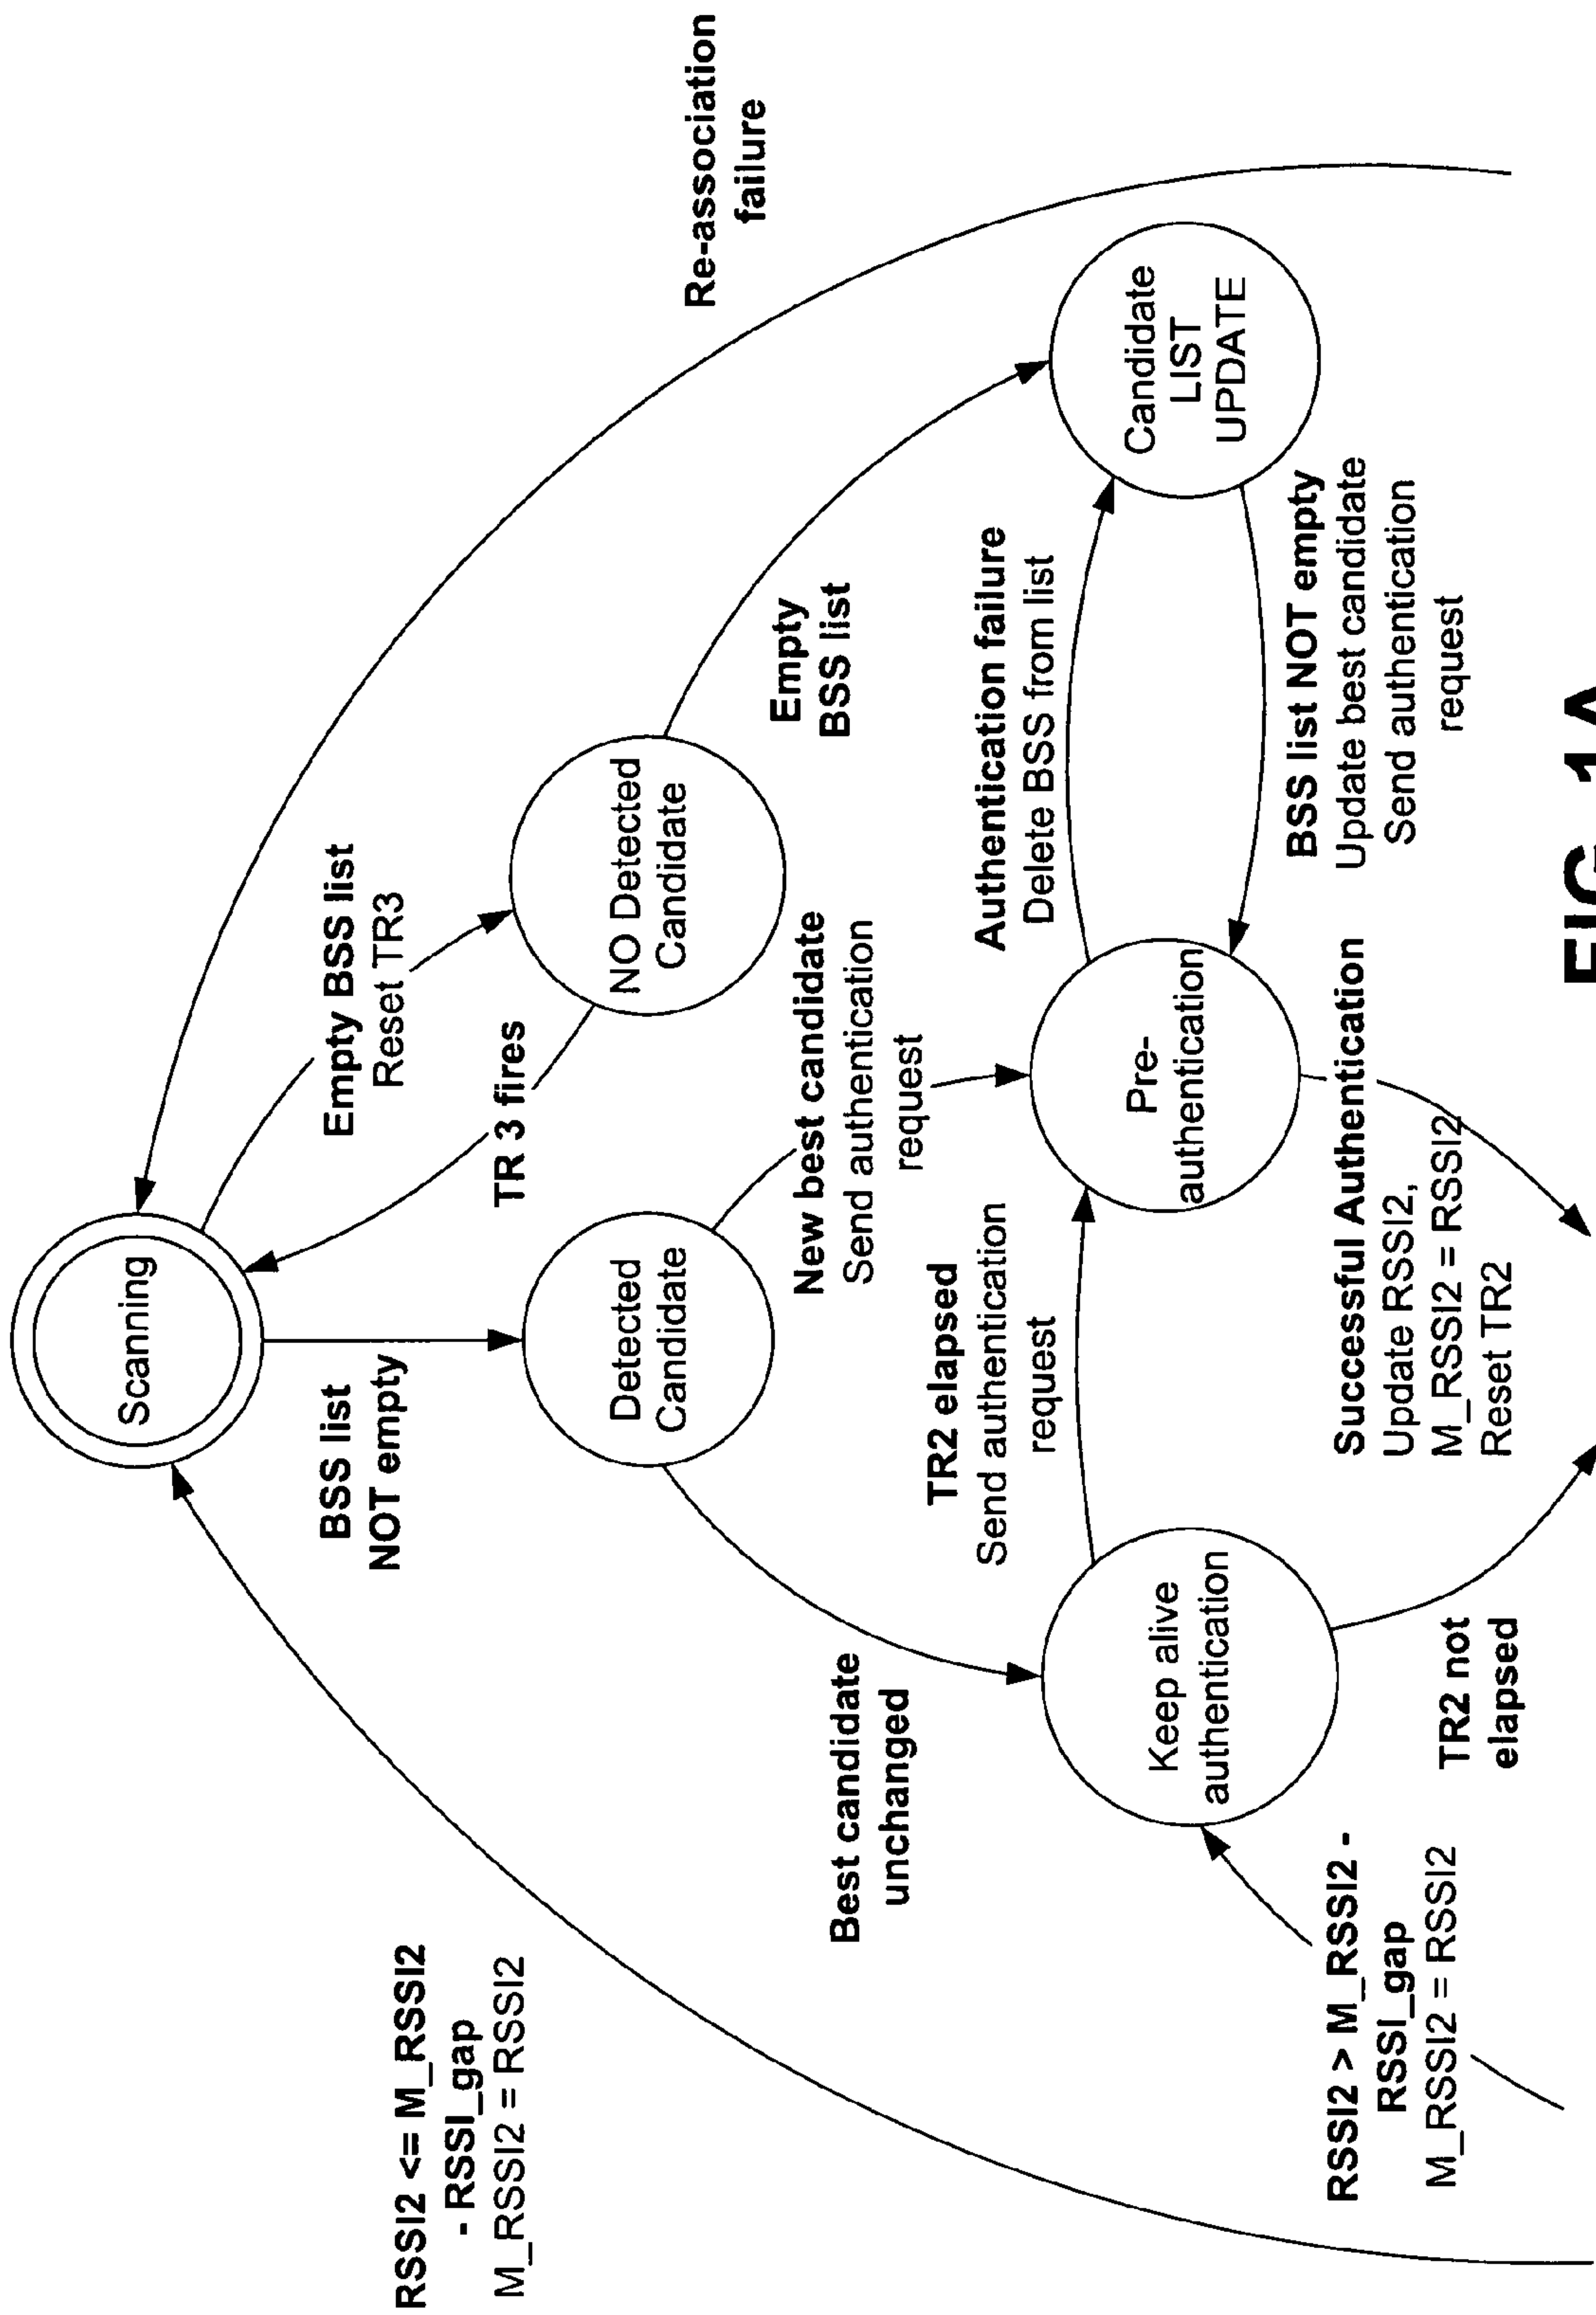 Scanning
RSSI2 <= M_RSSI2
- RSSI_gap
M_RSSI2 = RSSI2
BSS list
NOT empty
Empty BSS list
Reset TR3
TR 3 fires
Re-association
failure
Detected
Candidate
NO Detected
Candidate
Best candidate
unchanged
New best candidate
Send authentication
request
Empty
BSS list
TR2 elapsed
Send authentication
request
Authentication failure
Delete BSS from list
Keep alive
authentication
Pre-
authentication
Candidate
LIST
UPDATE
RSSI2 > M_RSSI2 -
RSSI_gap
M_RSSI2 = RSSI2
TR2 not
elapsed
Successful Authentication
Update RSSI2,
M_RSSI2 = RSSI2
Reset TR2
BSS list NOT empty
Update best candidate
Send authentication
request
FIG. 1A